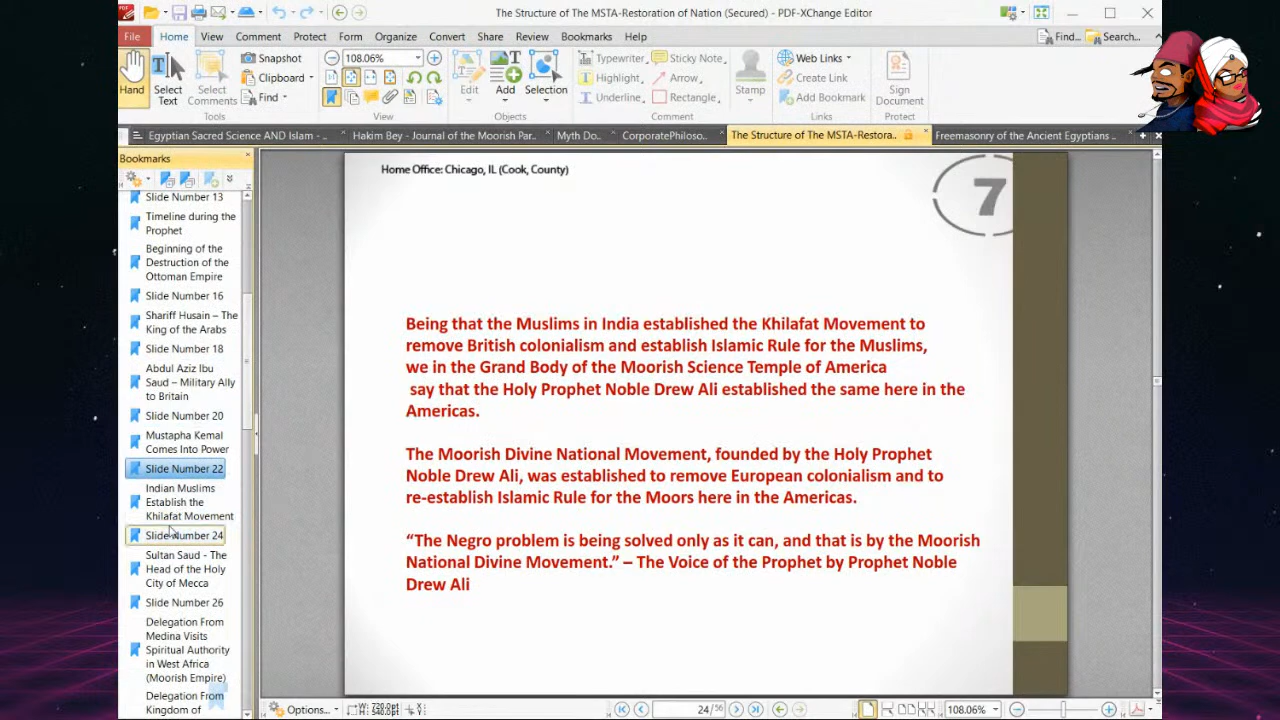 The Structure of The MSTA-Restoration of Nation (Secured) - PDF-XChange Editor
File Home View Comment Protect Form Organize Convert Share Review Bookmarks Help Find... Search...
Hand
Select Text
Select Comments
Snapshot
Clipboard
Find
Tools
108.06%
View
Edit
Add
Selection
Objects
Typewriter Sticky Note
Highlight Arrow
Underline Rectangle
Stamp
Comment
Web Links
Create Link
Add Bookmark
Links
Sign Document
Protect
Egyptian Sacred Science AND Islam - ...
Hakim Bey - Journal of the Moorish Par...
Myth Do...
CorporatePhiloso...
The Structure of The MSTA-Restora...
Freemasonry of the Ancient Egyptians ...
Bookmarks
Slide Number 13
Timeline during the
Prophet
Beginning of the
Destruction of the
Ottoman Empire
Slide Number 16
Shariff Husain – The
King of the Arabs
Slide Number 18
Abdul Aziz Ibu
Saud – Military Ally
to Britain
Slide Number 20
Mustapha Kemal
Comes Into Power
Slide Number 22
Indian Muslims
Establish the
Khilafat Movement
Slide Number 24
Sultan Saud - The
Head of the Holy
City of Mecca
Slide Number 26
Delegation From
Medina Visits
Spiritual Authority
in West Africa
(Moorish Empire)
Delegation From
Kingdom of
Home Office: Chicago, IL (Cook, County)
7
Being that the Muslims in India established the Khilafat Movement to
remove British colonialism and establish Islamic Rule for the Muslims,
we in the Grand Body of the Moorish Science Temple of America
say that the Holy Prophet Noble Drew Ali established the same here in the
Americas.
The Moorish Divine National Movement, founded by the Holy Prophet
Noble Drew Ali, was established to remove European colonialism and to
re-establish Islamic Rule for the Moors here in the Americas.
“The Negro problem is being solved only as it can, and that is by the Moorish
National Divine Movement.” – The Voice of the Prophet by Prophet Noble
Drew Ali
Options...
24/56
108.06%